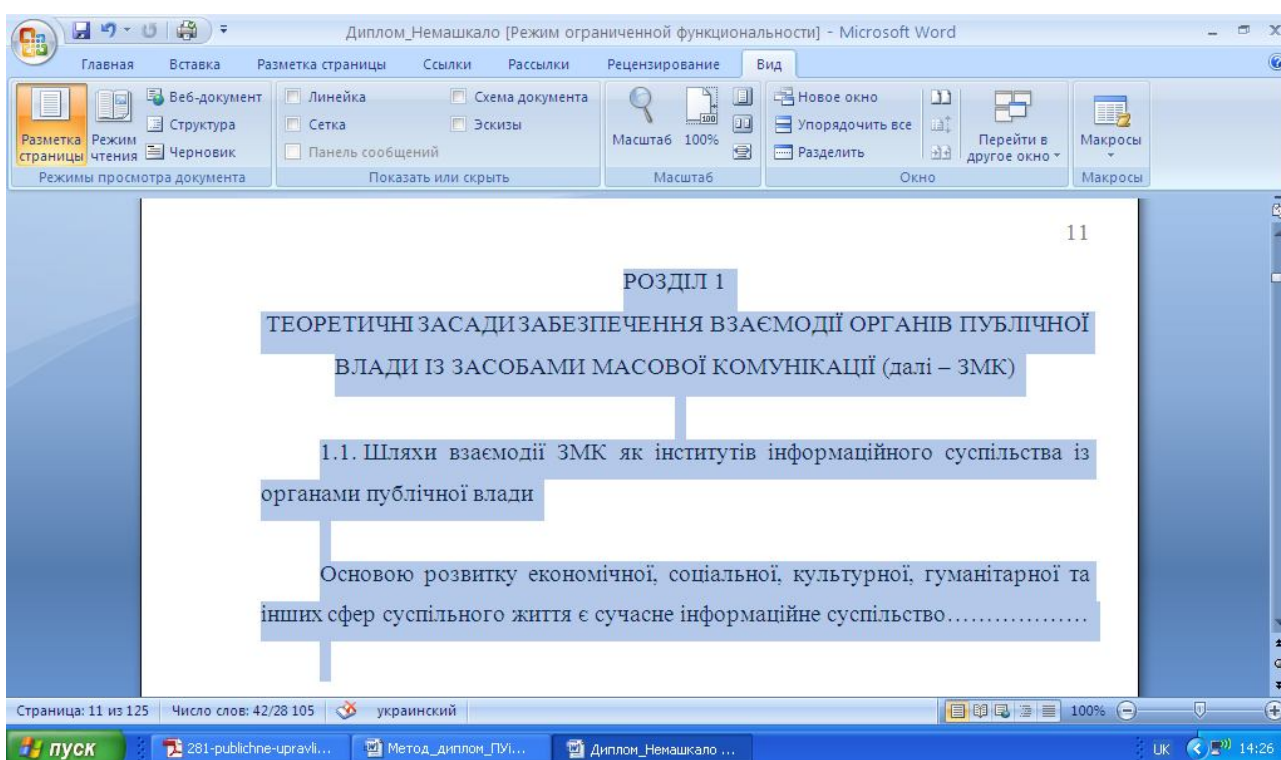 Диплом_Немашкало [Режим ограниченной функциональности] - Microsoft Word
Главная Вставка Разметка страницы Ссылки Рассылки Рецензирование Вид
Разметка страницы
Режим чтения
Веб-документ
Структура
Черновик
Режимы просмотра документа
Линейка
Сетка
Панель сообщений
Схема документа
Эскизы
Показать или скрыть
Масштаб
100
100%
Масштаб
Новое окно
Упорядочить все
Разделить
Перейти в
другое окно
Окно
Макросы
Макросы
11
РОЗДІЛ 1
ТЕОРЕТИЧНІ ЗАСАДИ ЗАБЕЗПЕЧЕННЯ ВЗАЄМОДІЇ ОРГАНІВ ПУБЛІЧНОЇ
ВЛАДИ ІЗ ЗАСОБАМИ МАСОВОЇ КОМУНІКАЦІЇ (далі – ЗМК)
1.1. Шляхи взаємодії ЗМК як інститутів інформаційного суспільства із
органами публічної влади
Основою розвитку економічної, соціальної, культурної, гуманітарної та
інших сфер суспільного життя є сучасне інформаційне суспільство………………
Страница: 11 из 125 Число слов: 42/28 105 украинский 100%
пуск 281-publichne-upravli... Метод_диплом_ПУі... Диплом_Немашкало ... UK 14:26